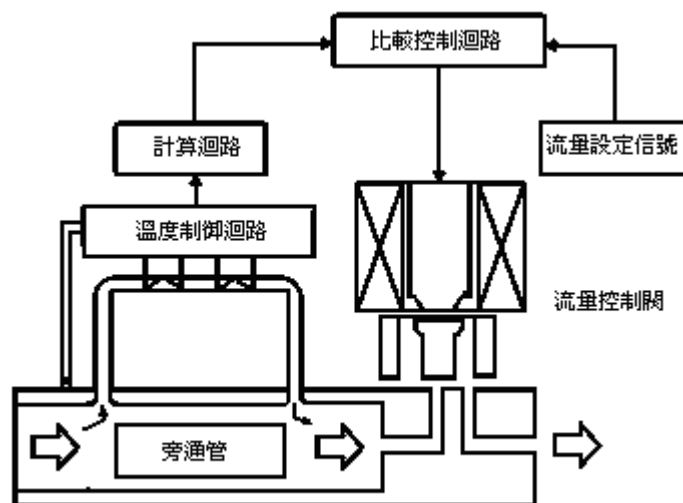 比較控制迴路
計算迴路
流量設定信號
溫度制御迴路
流量控制閥
旁通管